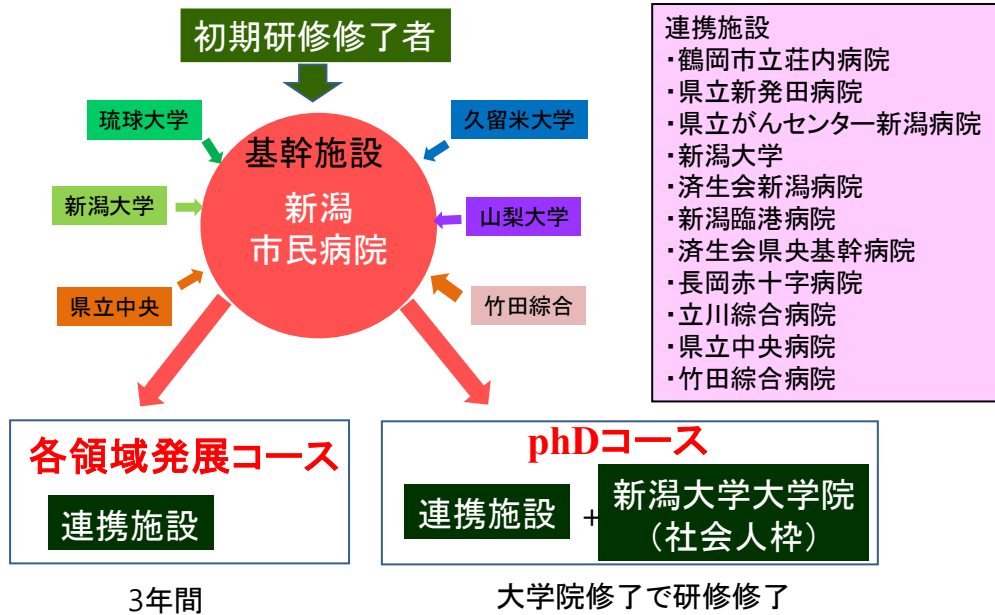 初期研修修了者
琉球大学
久留米大学
基幹施設
新潟
市民病院
新潟大学
山梨大学
県立中央
竹田綜合
連携施設
・鶴岡市立荘内病院
・県立新発田病院
・県立がんセンター新潟病院
・新潟大学
・済生会新潟病院
・新潟臨港病院
・済生会県央基幹病院
・長岡赤十字病院
・立川綜合病院
・県立中央病院
・竹田綜合病院
各領域発展コース
連携施設
3年間
phDコース
連携施設
+
新潟大学大学院
（社会人枠）
大学院修了で研修修了